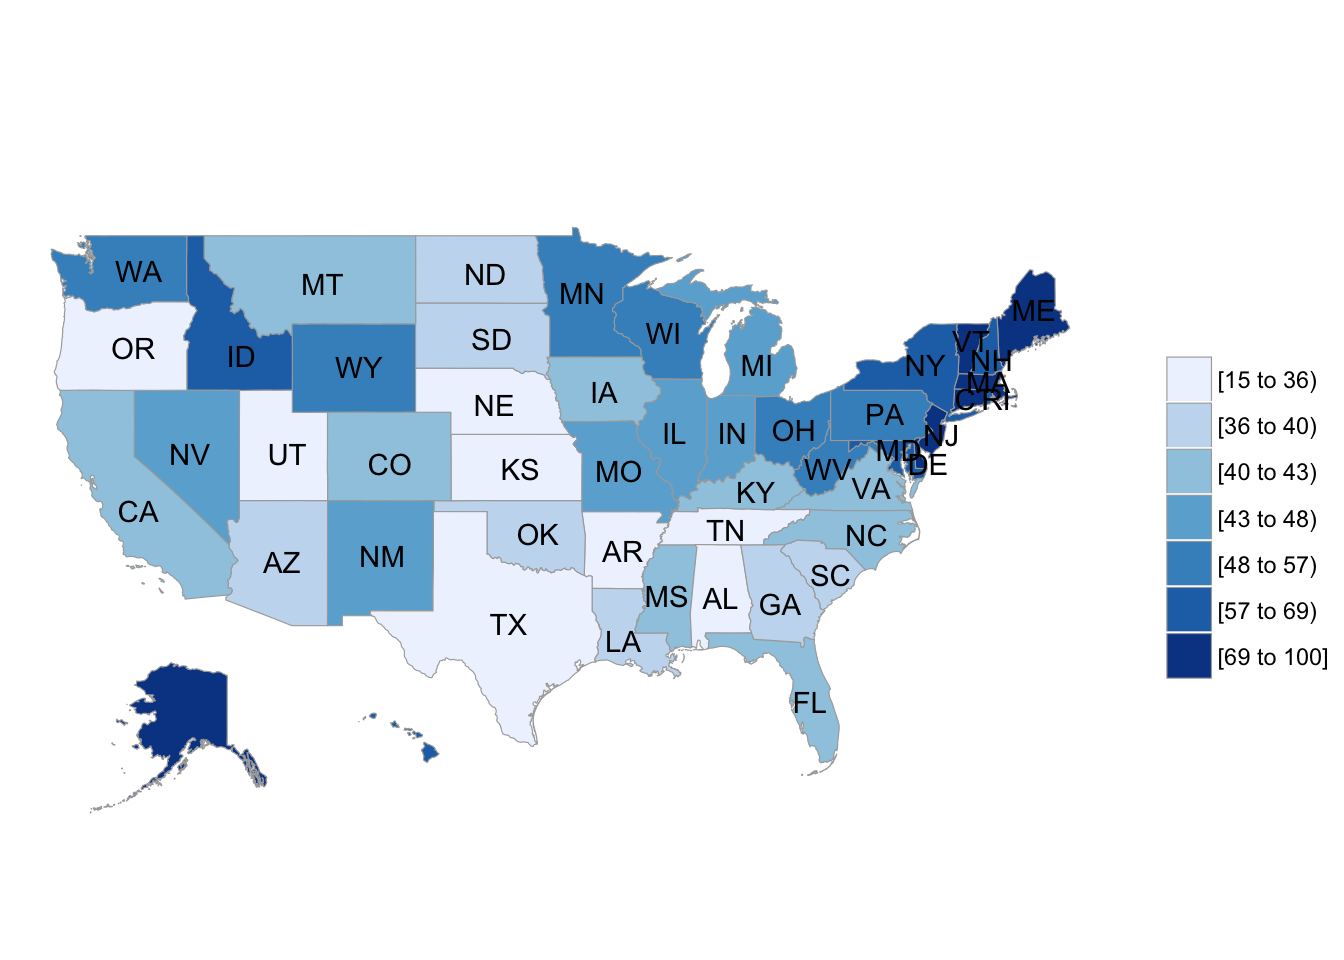 WA
MT
ND
MN
ME
OR
ID
WY
SD
WI
MI
NY
VT
NH
MA
C
RI
NE
IA
PA
NJ
NV
UT
CO
KS
MO
IL
IN
OH
MD
DE
WV
VA
KY
CA
AZ
NM
OK
AR
TN
NC
SC
MS
AL
GA
TX
LA
FL
[15 to 36)
[36 to 40)
[40 to 43)
[43 to 48)
[48 to 57)
[57 to 69)
[69 to 100]